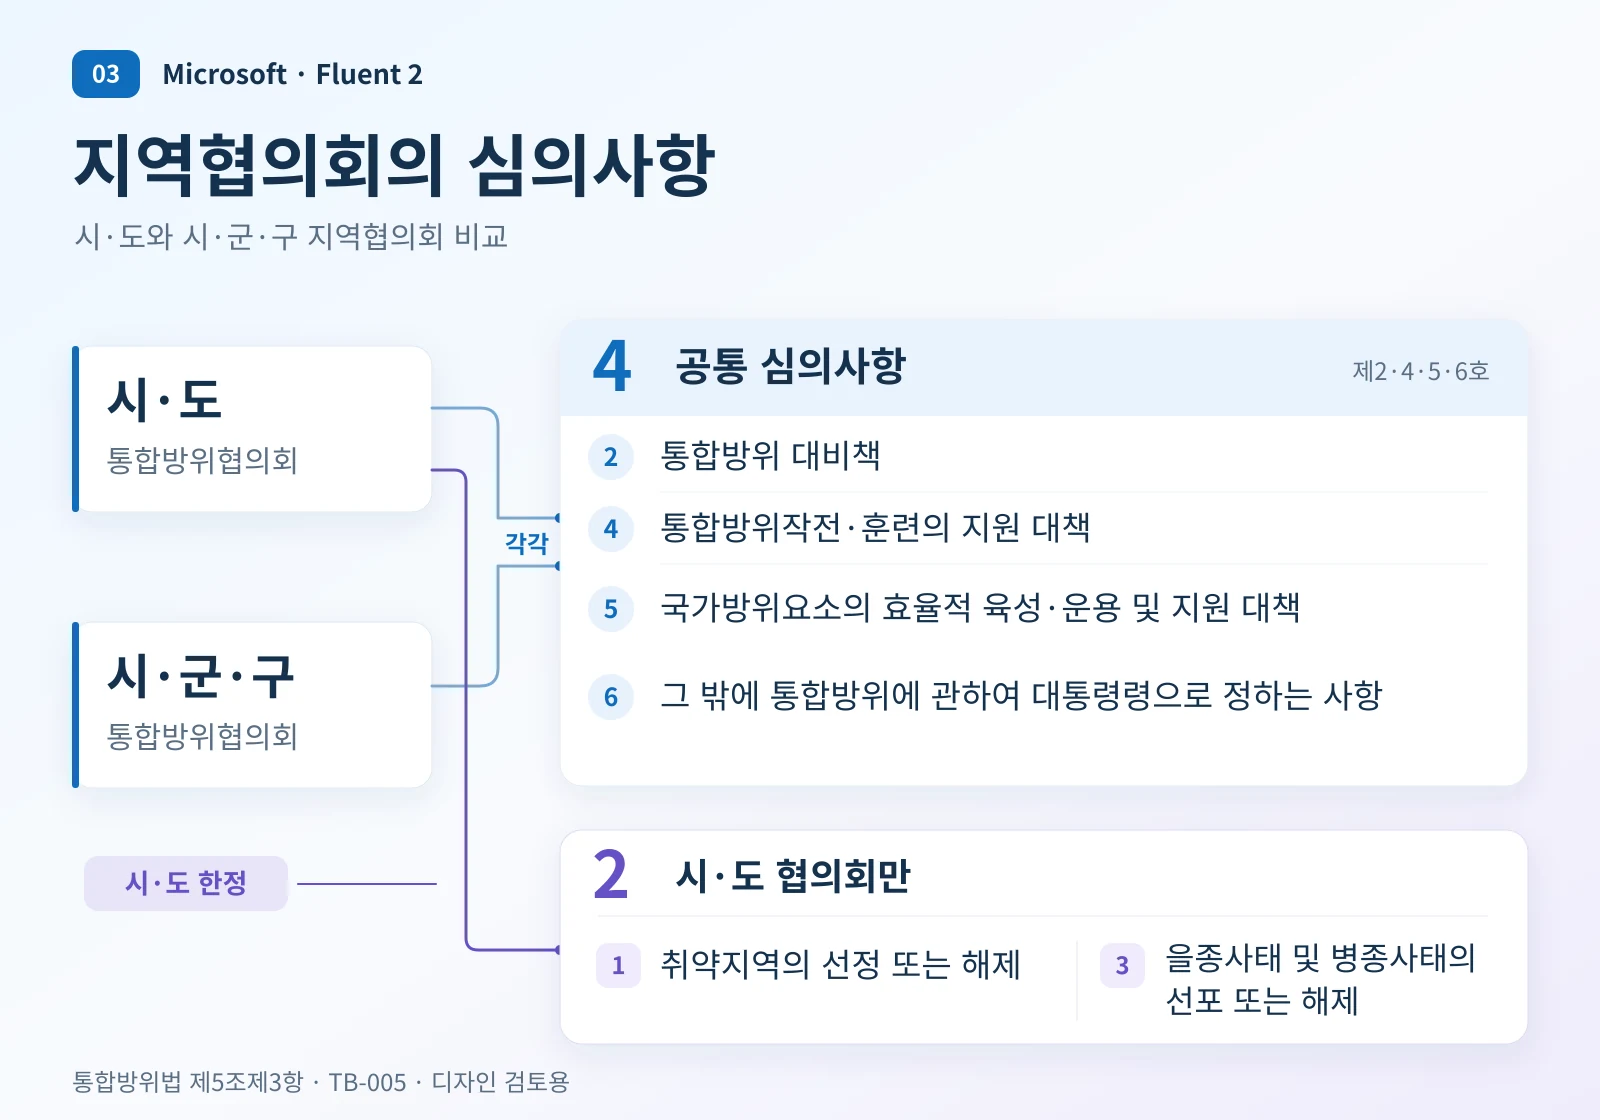 03 Microsoft · Fluent 2
지역협의회의 심의사항
시·도와 시·군·구 지역협의회 비교
시·도
통합방위협의회
시·군·구
통합방위협의회
시·도 한정
각각
4 공통 심의사항 제2·4·5·6호
2 통합방위 대비책
4 통합방위작전·훈련의 지원 대책
5 국가방위요소의 효율적 육성·운용 및 지원 대책
6 그 밖에 통합방위에 관하여 대통령령으로 정하는 사항
2 시·도 협의회만
1 취약지역의 선정 또는 해제
3 을종사태 및 병종사태의
선포 또는 해제
통합방위법 제5조제3항 · TB-005 · 디자인 검토용